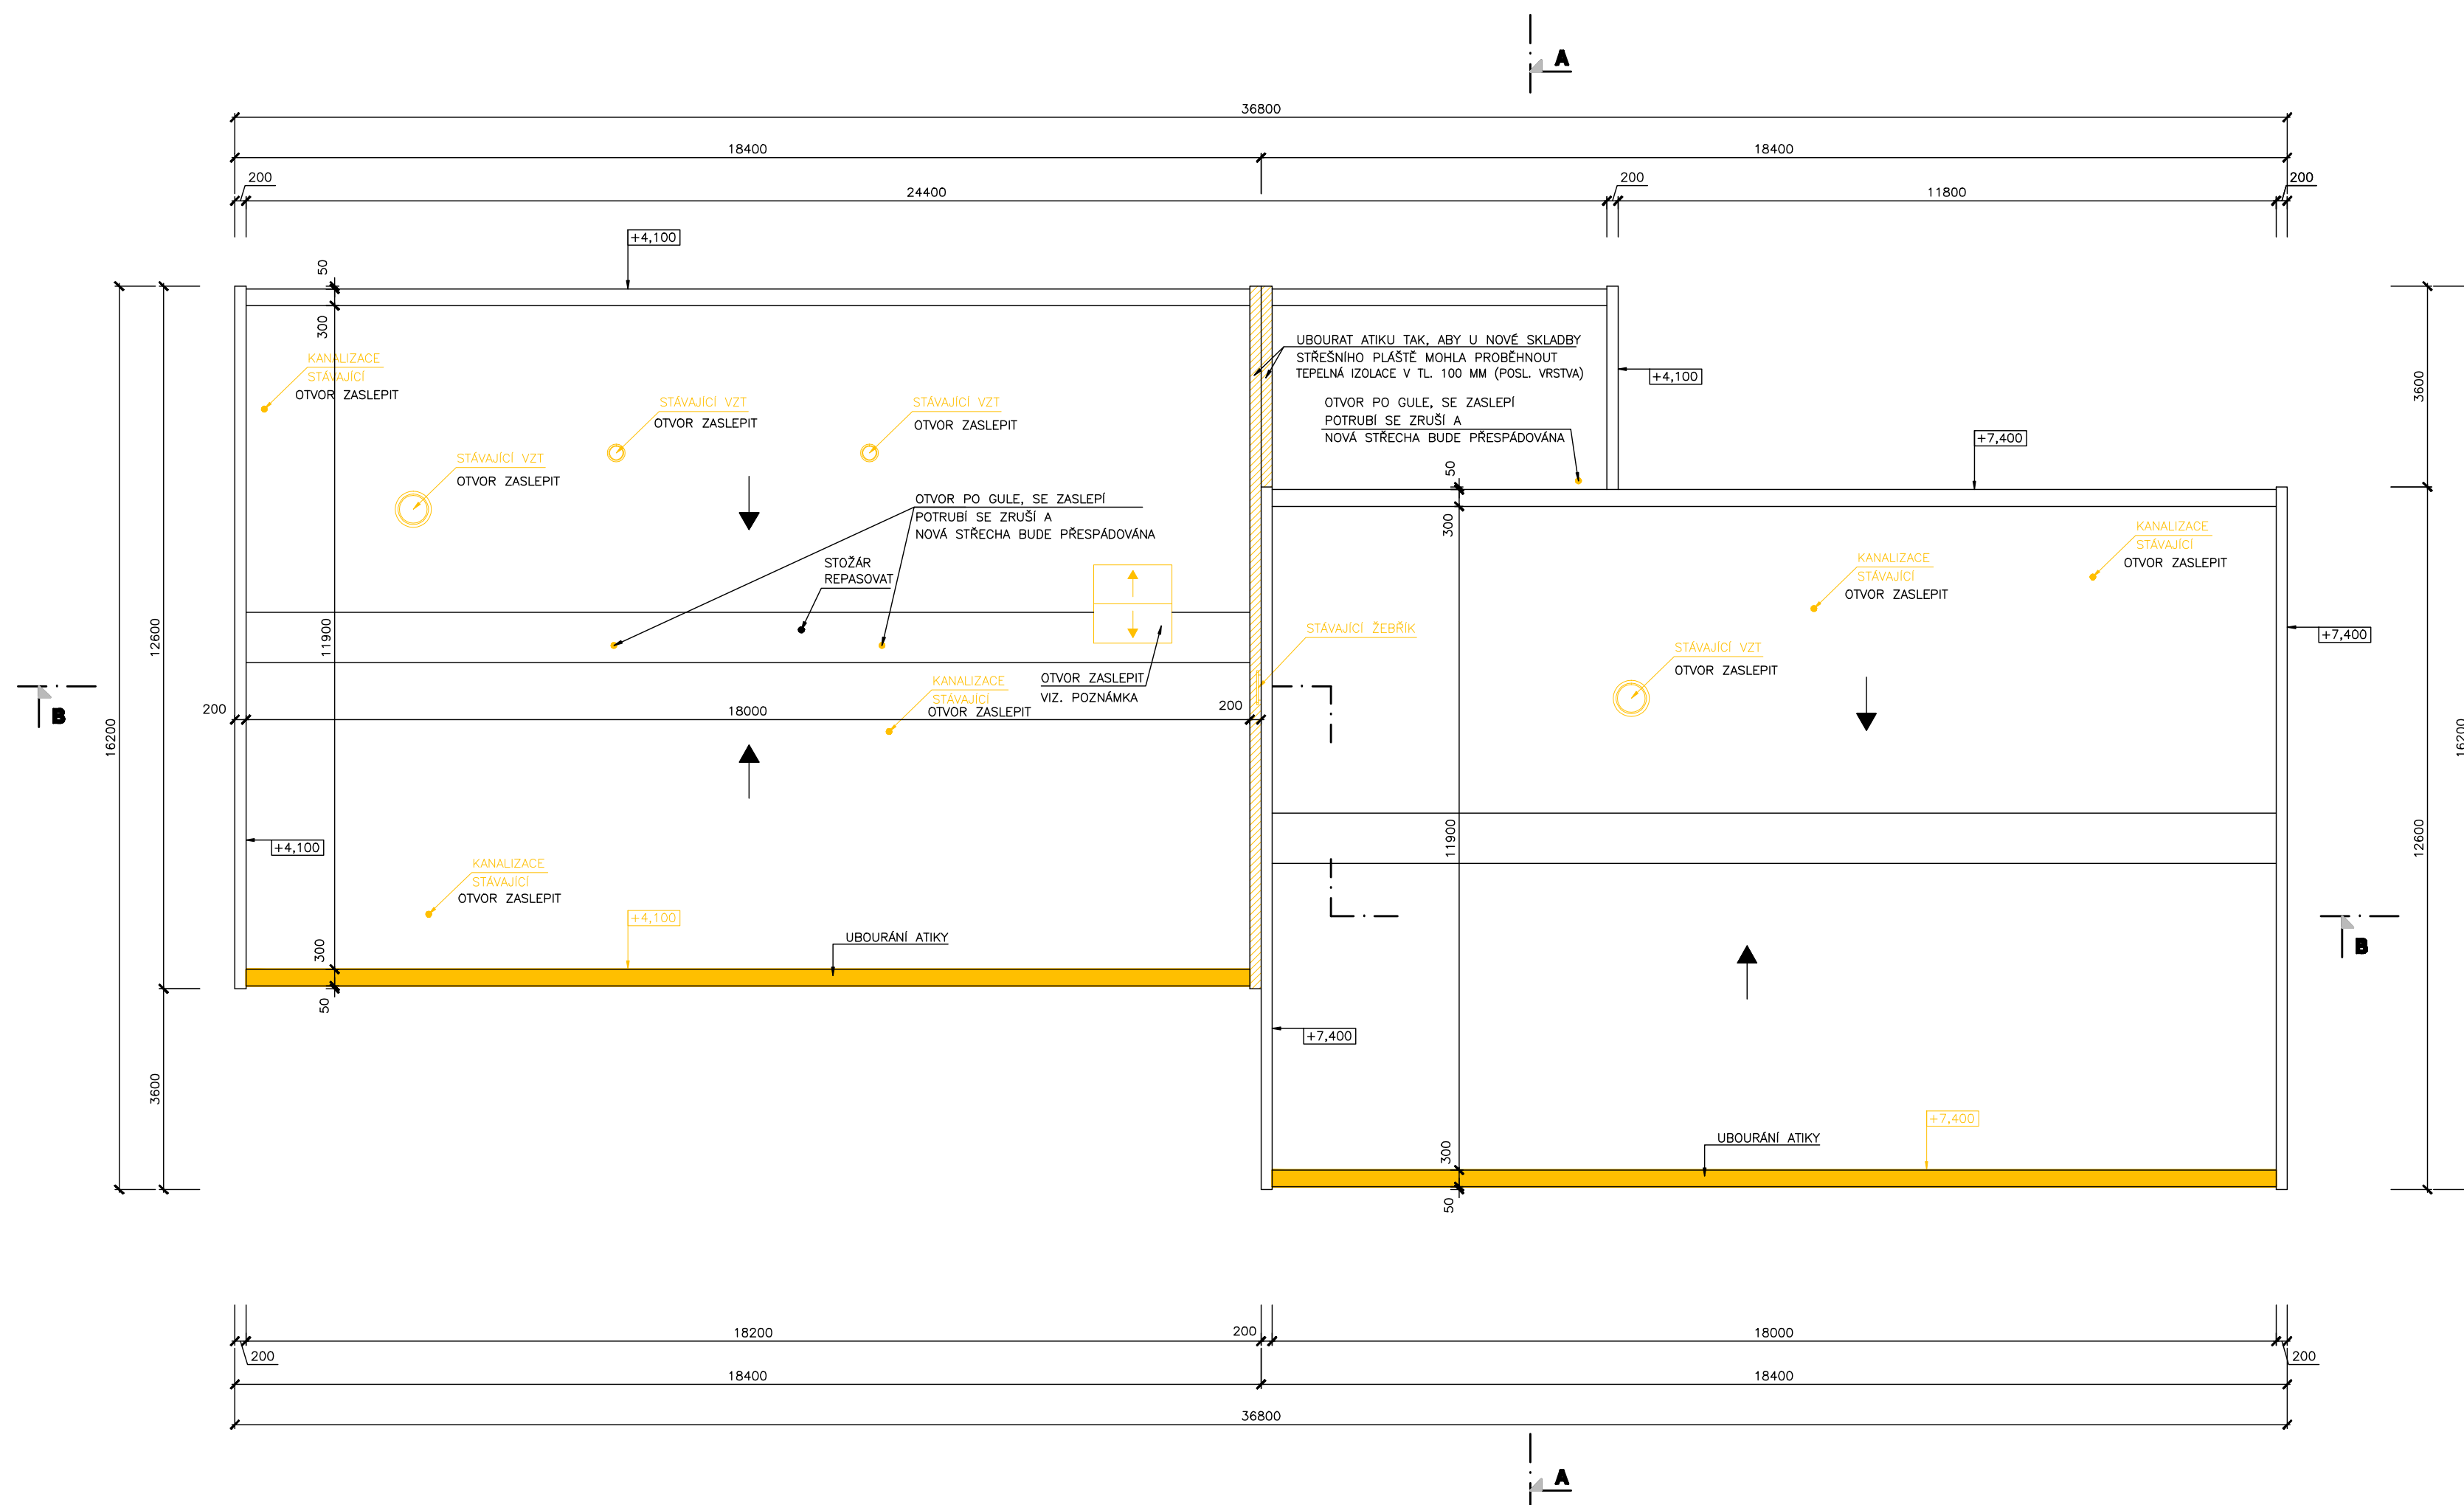 A
36800
18400
18400
200
24400
200
11800
200
+4,100
50
300
KANALIZACE
STÁVAJÍCÍ
OTVOR ZASLEPIT
STÁVAJÍCÍ VZT
OTVOR ZASLEPIT
STÁVAJÍCÍ VZT
OTVOR ZASLEPIT
STÁVAJÍCÍ VZT
OTVOR ZASLEPIT
UBOURAT ATIKU TAK, ABY U NOVÉ SKLADBY
STŘEŠNÍHO PLÁŠTĚ MOHLA PROBĚHNOUT
TEPELNÁ IZOLACE V TL. 100 MM (POSL. VRSTVA)
+4,100
OTVOR PO GULE, SE ZASLEPÍ
POTRUBÍ SE ZRUŠÍ A
NOVÁ STŘECHA BUDE PŘESPÁDOVÁNA
3600
+7,400
50
300
OTVOR PO GULE, SE ZASLEPÍ
POTRUBÍ SE ZRUŠÍ A
NOVÁ STŘECHA BUDE PŘESPÁDOVÁNA
STOŽÁR
REPASOVAT
KANALIZACE
STÁVAJÍCÍ
OTVOR ZASLEPIT
KANALIZACE
STÁVAJÍCÍ
OTVOR ZASLEPIT
12600
11900
STÁVAJÍCÍ ŽEBŘÍK
STÁVAJÍCÍ VZT
OTVOR ZASLEPIT
+7,400
OTVOR ZASLEPIT
VIZ. POZNÁMKA
KANALIZACE
STÁVAJÍCÍ
OTVOR ZASLEPIT
B
16200
200
18000
200
16200
+4,100
11900
12600
KANALIZACE
STÁVAJÍCÍ
OTVOR ZASLEPIT
+4,100
UBOURÁNÍ ATIKY
300
50
B
+7,400
3600
+7,400
UBOURÁNÍ ATIKY
300
50
18200
200
18000
200
200
18400
18400
36800
A